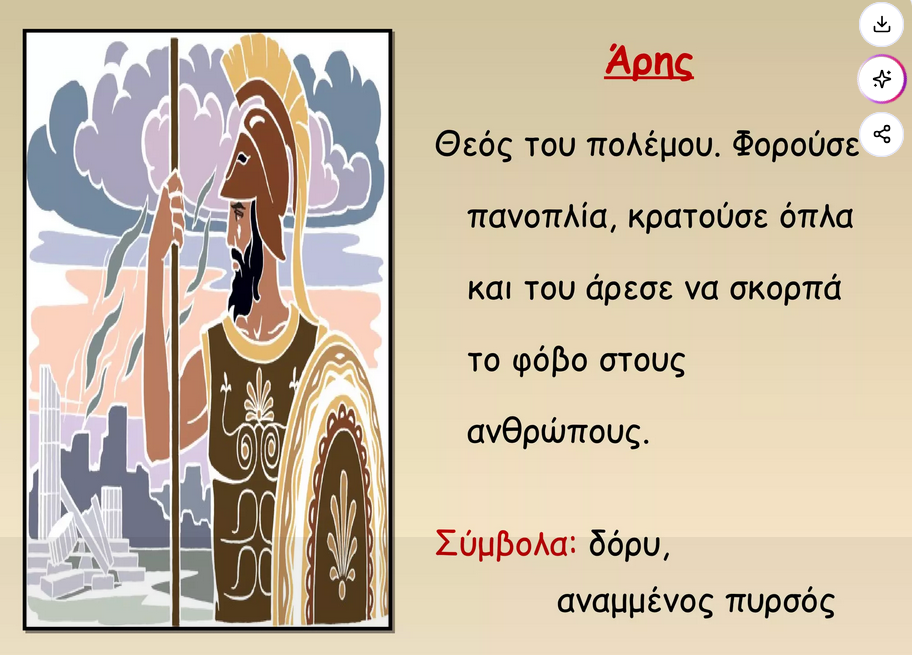 Άρης
Θεός του πολέμου. Φορούσε
πανοπλία, κρατούσε όπλα
και του άρεσε να σκορπά
το φόβο στους
ανθρώπους.
Σύμβολα: δόρυ,
αναμμένος πυρσός